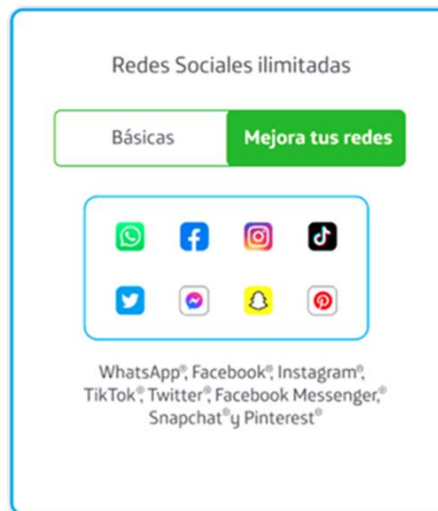 Redes Sociales ilimitadas
Básicas
Mejora tus redes
WhatsApp®, Facebook®, Instagram®,
TikTok®, Twitter®, Facebook Messenger,®
Snapchat® y Pinterest®